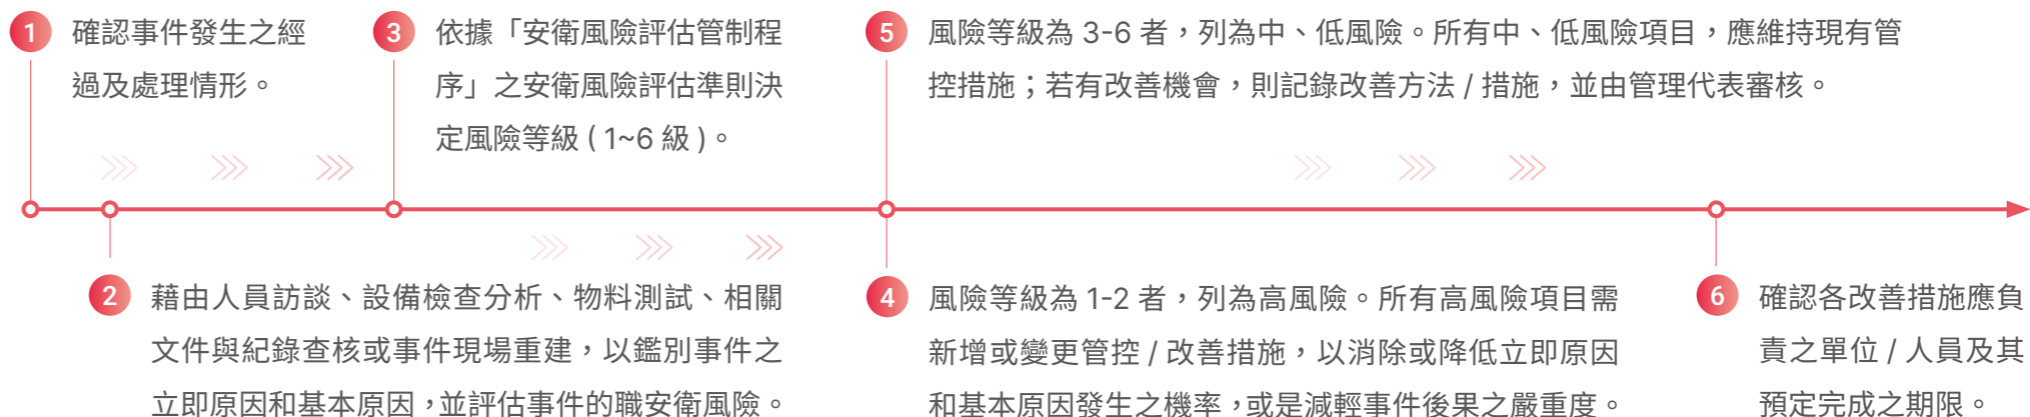 1
確認事件發生之經
過及處理情形。
2
藉由人員訪談、設備檢查分析、物料測試、相關
文件與紀錄查核或事件現場重建，以鑑別事件之
立即原因和基本原因，並評估事件的職安衛風險。
3
依據「安衛風險評估管制程
序」之安衛風險評估準則決
定風險等級 ( 1~6 級 )。
4
風險等級為 1-2 者，列為高風險。所有高風險項目需
新增或變更管控 / 改善措施，以消除或降低立即原因
和基本原因發生之機率，或是減輕事件後果之嚴重度。
5
風險等級為 3-6 者，列為中、低風險。所有中、低風險項目，應維持現有管
控措施；若有改善機會，則記錄改善方法 / 措施，並由管理代表審核。
6
確認各改善措施應負
責之單位 / 人員及其
預定完成之期限。